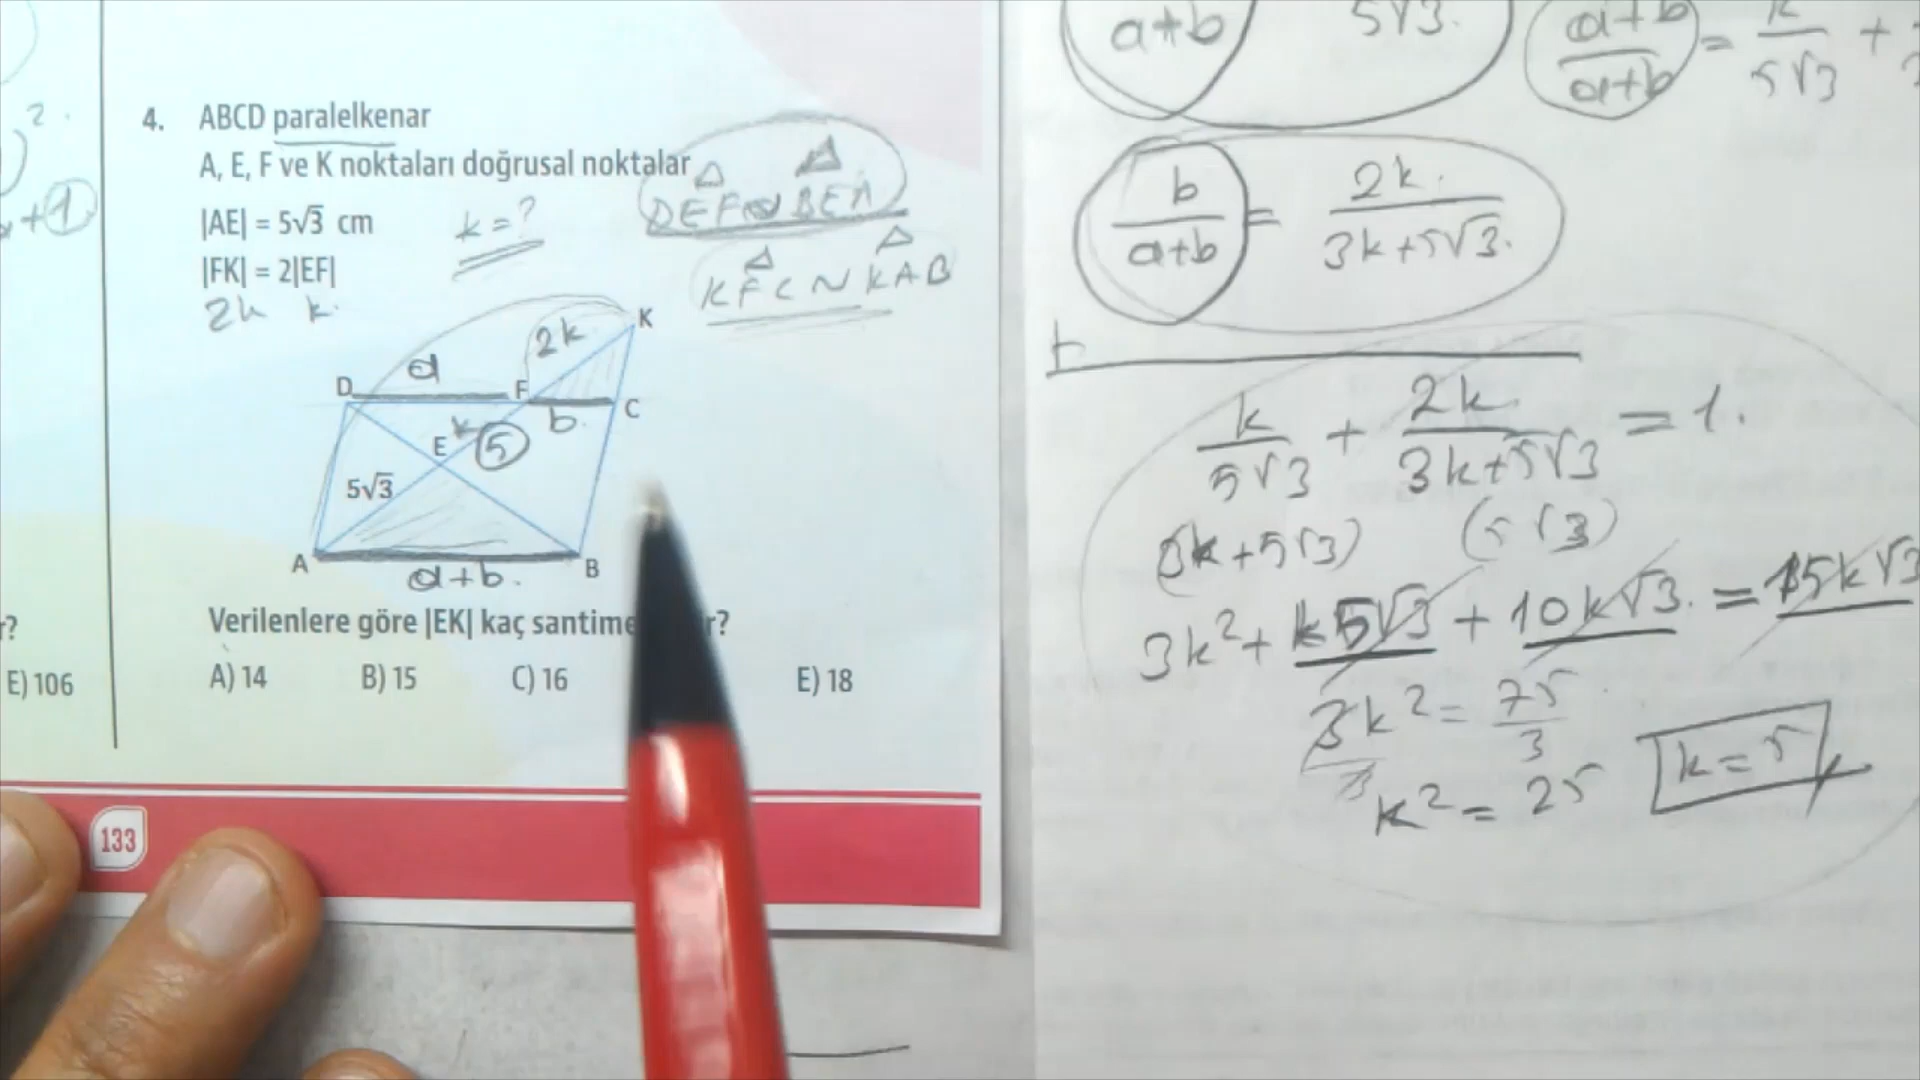 4. ABCD paralelkenar
A, E, F ve K noktaları doğrusal noktalar
|AE| = 5√3 cm
k = ?
|FK| = 2|EF|
2k k
KFC ~ KAB
K
2k
a
D F C
k b
E 5
5√3
A B
a+b
Verilenlere göre |EK| kaç
A) 14 B) 15 C) 16 E) 18
E) 106
133
a+b 5√3
a+b/a+b = k/5√3 +
b/a+b = 2k/3k+5√3
k/5√3 + 2k/3k+5√3 = 1.
(3k+5√3) (5√3)
3k² + k5√3 + 10k√3 = 15k√3
3k²/3 = 75/3
k² = 25 k = 5